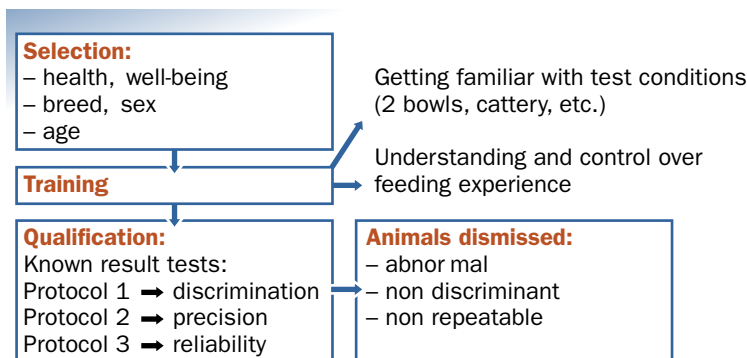 Selection:
– health, well-being
– breed, sex
– age
Getting familiar with test conditions
(2 bowls, cattery, etc.)
Training
Understanding and control over
feeding experience
Qualification:
Known result tests:
Protocol 1 ➞ discrimination
Protocol 2 ➞ precision
Protocol 3 ➞ reliability
Animals dismissed:
– abnor mal
– non discriminant
– non repeatable